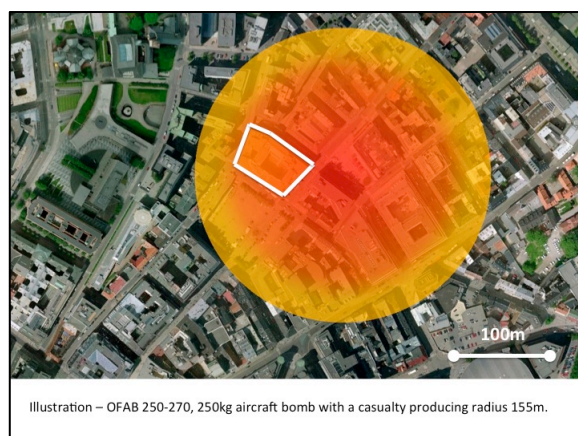 100m
Illustration – OFAB 250-270, 250kg aircraft bomb with a casualty producing radius 155m.